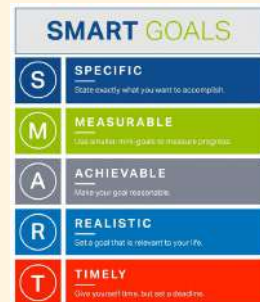 SMART GOALS
S
SPECIFIC
State exactly what you want to accomplish.
M
MEASURABLE
Use smaller mini-goals to measure progress.
A
ACHIEVABLE
Make your goal reasonable.
R
REALISTIC
Set a goal that is relevant to your life.
T
TIMELY
Give yourself time, but set a deadline.